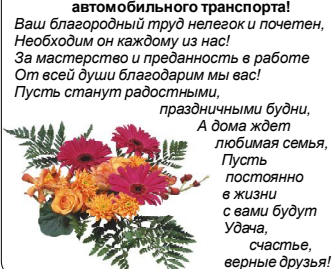 автомобильного транспорта!
Ваш благородный труд нелегок и почетен,
Необходим он каждому из нас!
За мастерство и преданность в работе
От всей души благодарим мы вас!
Пусть станут радостными,
праздничными будни,
А дома ждет
любимая семья,
Пусть
постоянно
в жизни
с вами будут
Удача,
счастье,
верные друзья!